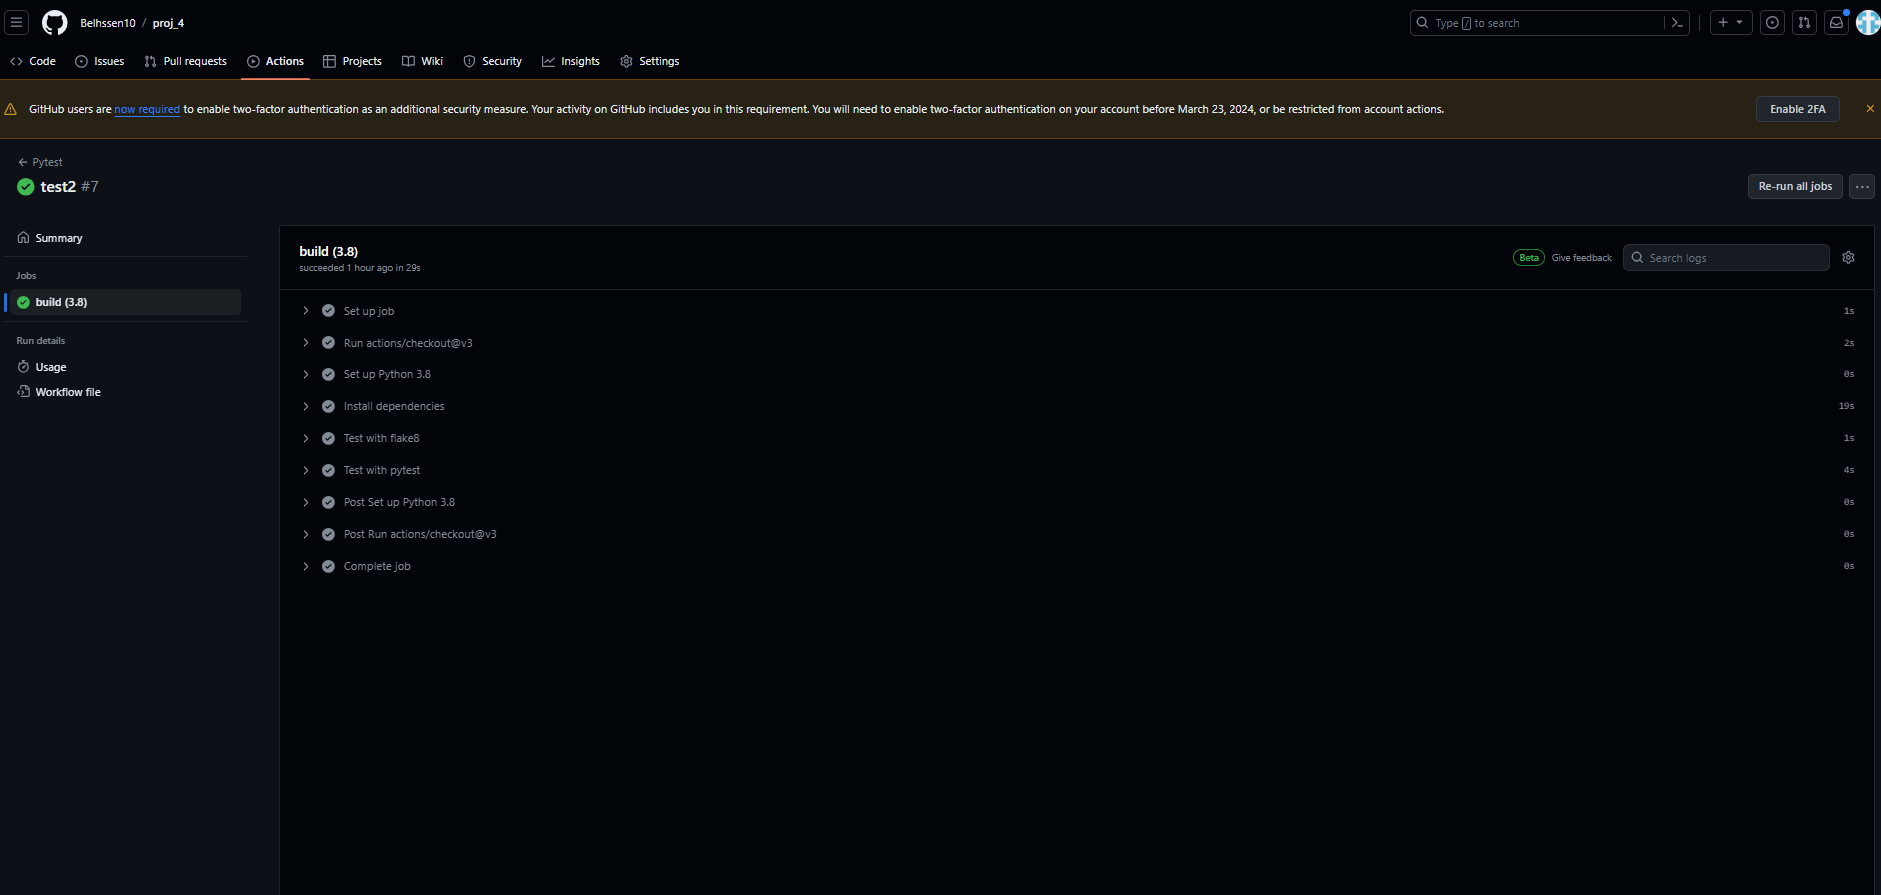 Belhssen10 / proj_4
Type / to search
Code Issues Pull requests Actions Projects Wiki Security Insights Settings
GitHub users are now required to enable two-factor authentication as an additional security measure. Your activity on GitHub includes you in this requirement. You will need to enable two-factor authentication on your account before March 23, 2024, or be restricted from account actions.
Enable 2FA
Pytest
test2 #7
Re-run all jobs
Summary
Jobs
build (3.8)
Run details
Usage
Workflow file
build (3.8)
succeeded 1 hour ago in 29s
Beta Give feedback
Search logs
Set up job 1s
Run actions/checkout@v3 2s
Set up Python 3.8 0s
Install dependencies 19s
Test with flake8 1s
Test with pytest 4s
Post Set up Python 3.8 0s
Post Run actions/checkout@v3 0s
Complete job 0s